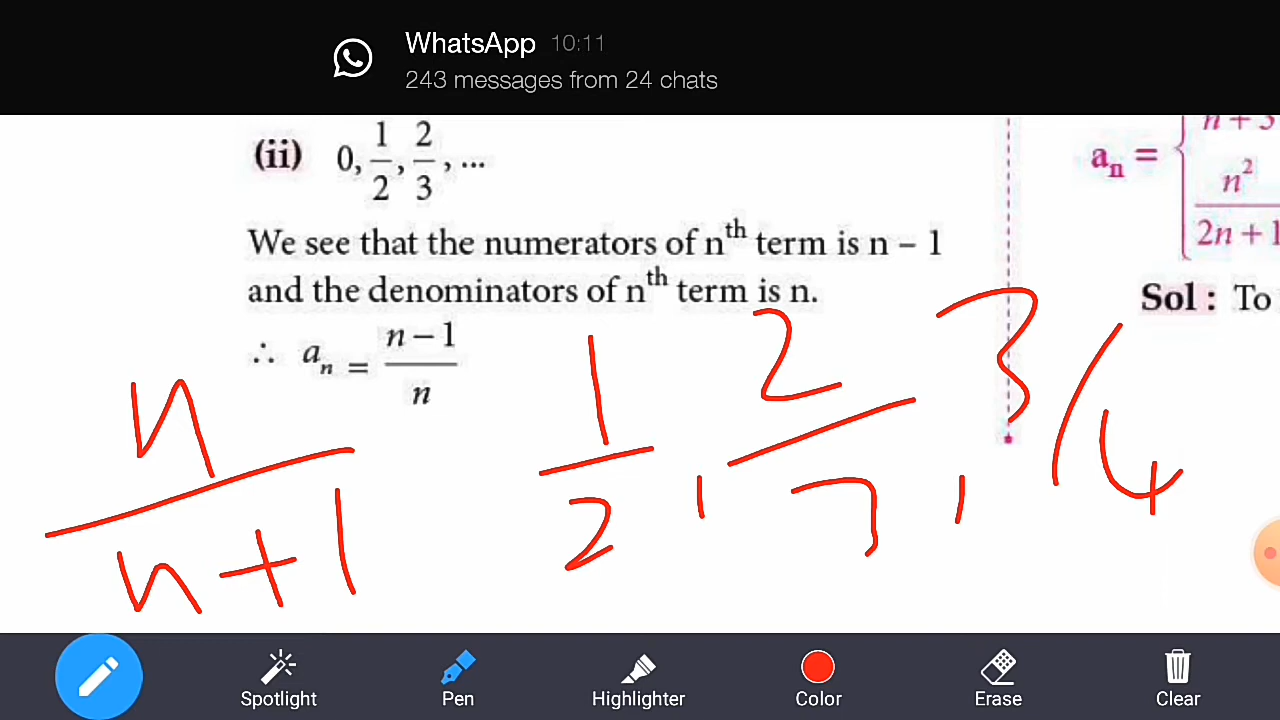 WhatsApp 10:11
243 messages from 24 chats
(ii) 0, 1/2, 2/3, ...
We see that the numerators of nᵗʰ term is n – 1
and the denominators of nᵗʰ term is n.
∴ aₙ = (n – 1)/n
aₙ = { n + 3
n²/(2n + 1
Sol : To
n/(n+1)
1/2, 2/3, 3/4
Spotlight Pen Highlighter Color Erase Clear